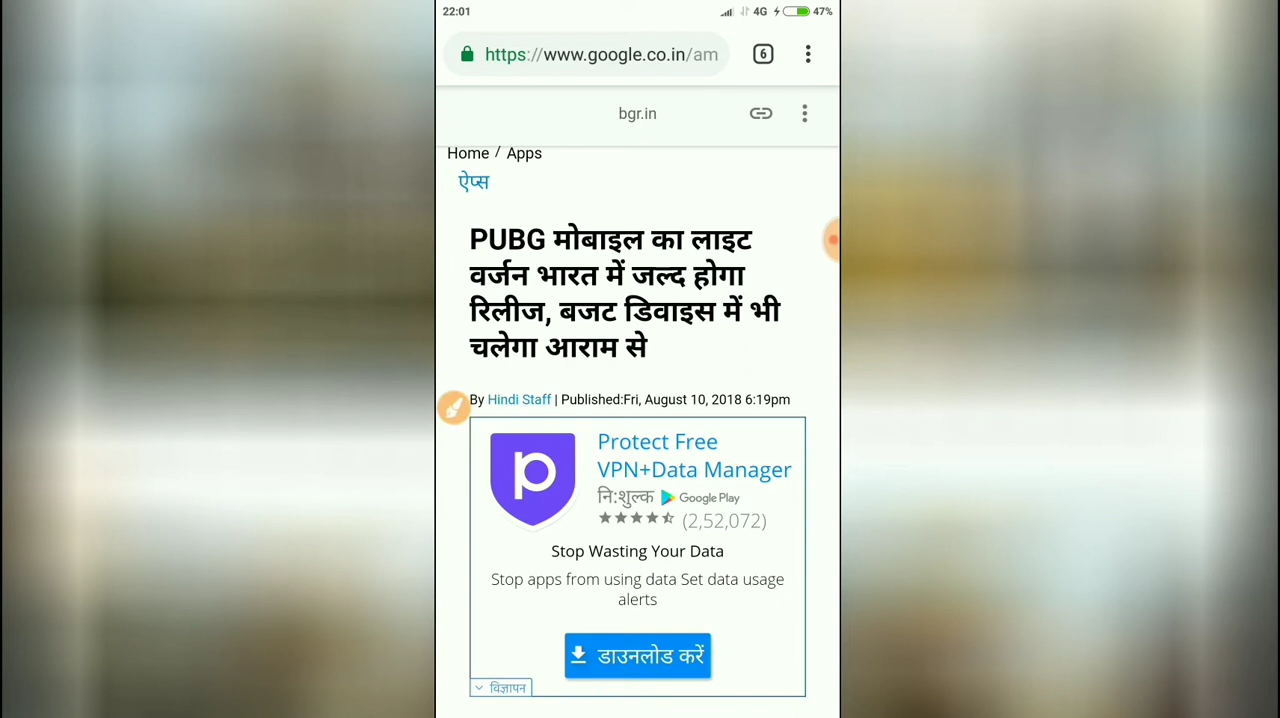 22:01
4G 47%
https://www.google.co.in/am
6
bgr.in
Home / Apps
ऐप्स
PUBG मोबाइल का लाइट
वर्जन भारत में जल्द होगा
रिलीज, बजट डिवाइस में भी
चलेगा आराम से
By Hindi Staff | Published:Fri, August 10, 2018 6:19pm
p
Protect Free
VPN+Data Manager
नि:शुल्क Google Play
(2,52,072)
Stop Wasting Your Data
Stop apps from using data Set data usage
alerts
डाउनलोड करें
विज्ञापन